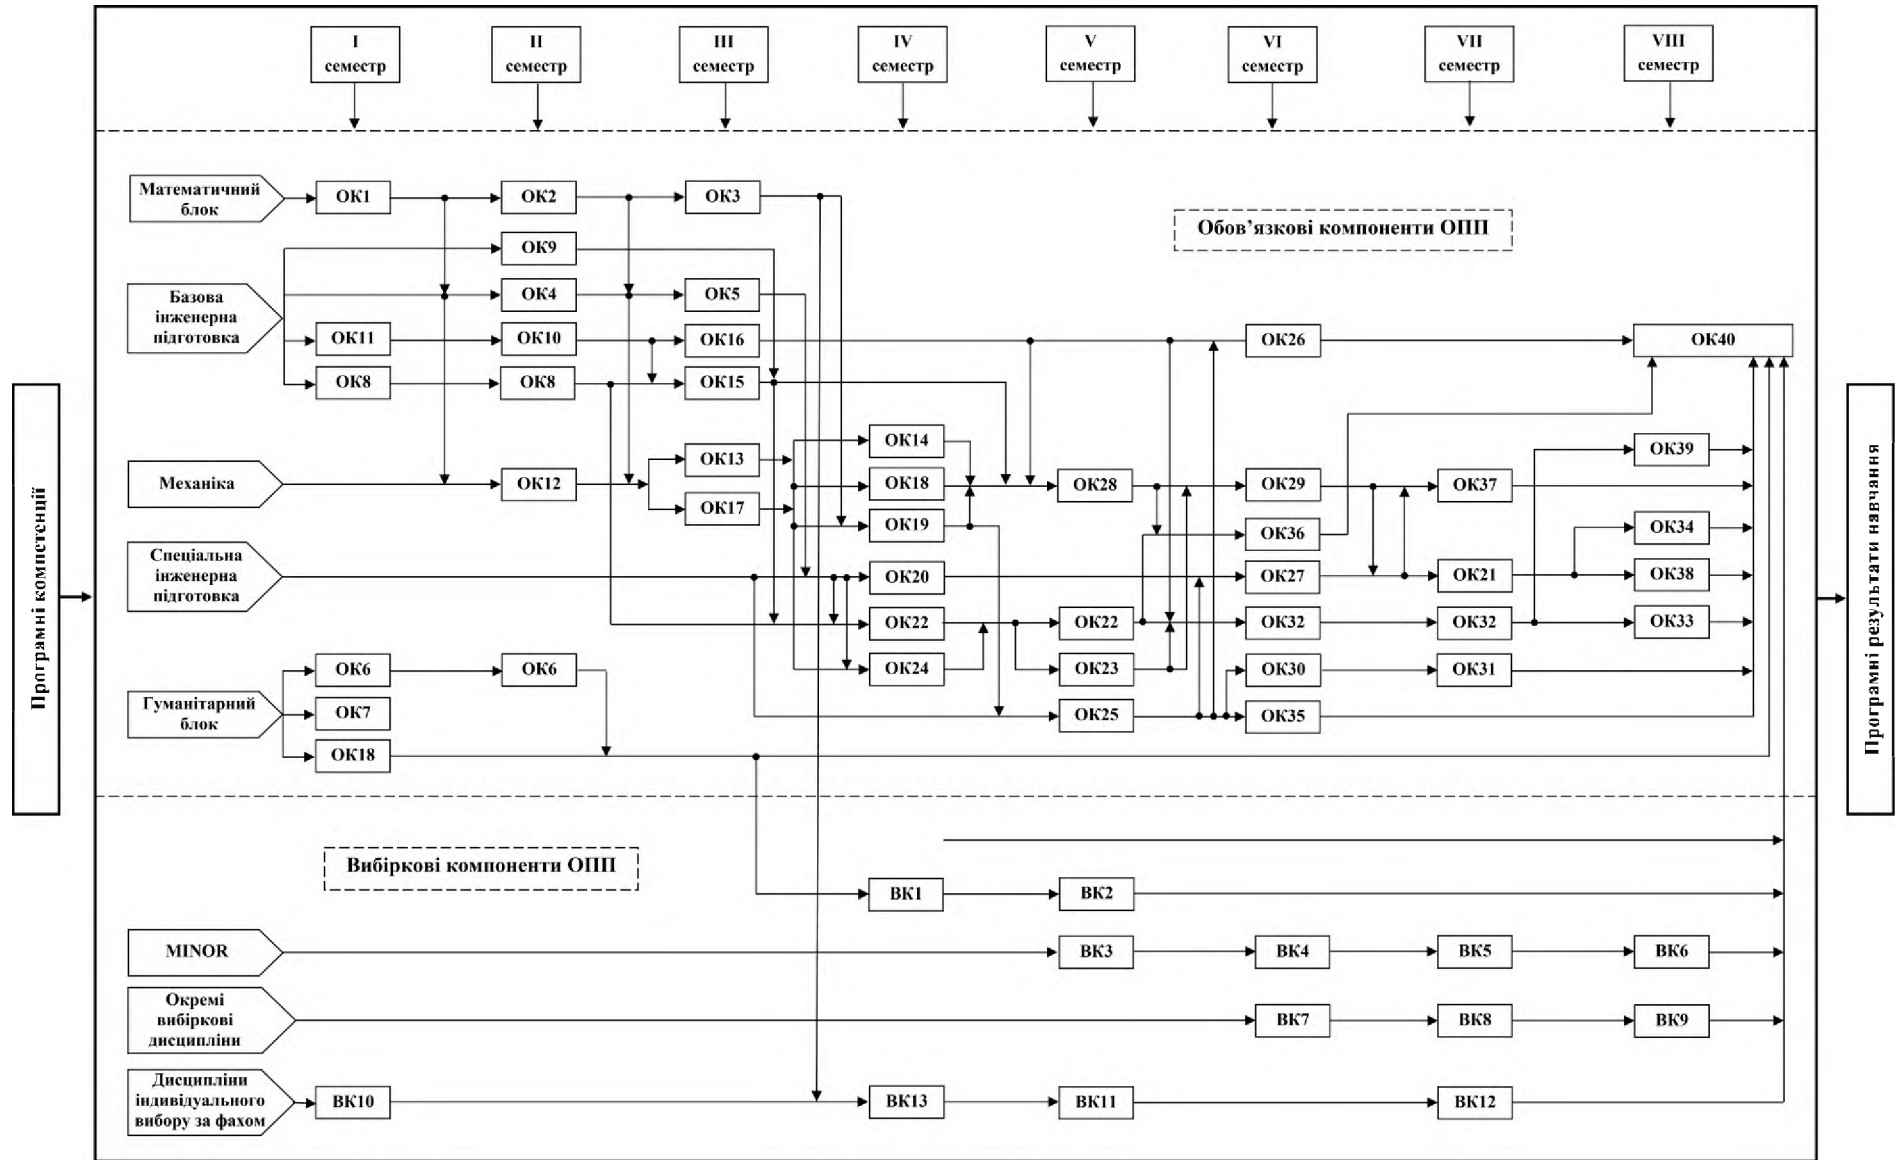 I
семестр
II
семестр
III
семестр
IV
семестр
V
семестр
VI
семестр
VII
семестр
VIII
семестр
Математичний
блок
ОК1
ОК2
ОК3
Обов’язкові компоненти ОПП
ОК9
Базова
інженерна
підготовка
ОК4
ОК5
ОК11
ОК10
ОК16
ОК26
ОК40
ОК8
ОК8
ОК15
Механіка
ОК12
ОК13
ОК17
ОК14
ОК18
ОК19
ОК28
ОК29
ОК37
ОК39
ОК36
ОК34
Спеціальна
інженерна
підготовка
ОК20
ОК27
ОК21
ОК38
ОК22
ОК22
ОК32
ОК32
ОК33
ОК24
ОК23
ОК30
ОК31
ОК25
ОК35
Гуманітарний
блок
ОК6
ОК6
ОК7
ОК18
Вибіркові компоненти ОПП
ВК1
ВК2
MINOR
ВК3
ВК4
ВК5
ВК6
Окремі
вибіркові
дисципліни
ВК7
ВК8
ВК9
Дисципліни
індивідуального
вибору за фахом
ВК10
ВК13
ВК11
ВК12
Програмні компістенції
Програмні результати навчання